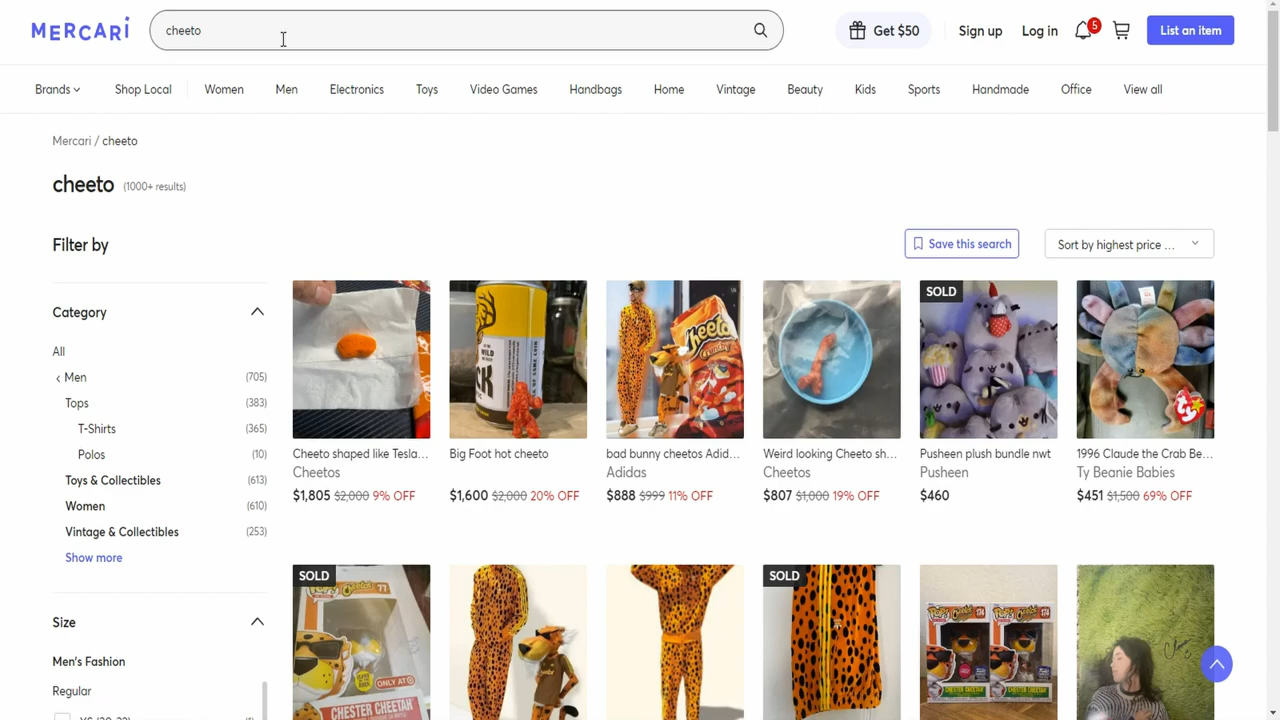 MERCARI
cheeto
Get $50
Sign up
Log in
5
List an item
Brands
Shop Local
Women
Men
Electronics
Toys
Video Games
Handbags
Home
Vintage
Beauty
Kids
Sports
Handmade
Office
View all
Mercari / cheeto
cheeto (1000+ results)
Filter by
Save this search
Sort by highest price ...
Category
All
Men (705)
Tops (383)
T-Shirts (365)
Polos (10)
Toys & Collectibles (613)
Women (610)
Vintage & Collectibles (253)
Show more
Size
Men's Fashion
Regular
Cheeto shaped like Tesla...
Cheetos
$1,805 $2,000 9% OFF
Big Foot hot cheeto
$1,600 $2,000 20% OFF
bad bunny cheetos Adid...
Adidas
$888 $999 11% OFF
Weird looking Cheeto sh...
Cheetos
$807 $1,000 19% OFF
SOLD
Pusheen plush bundle nwt
Pusheen
$460
1996 Claude the Crab Be...
Ty Beanie Babies
$451 $1,500 69% OFF
SOLD
ONLY AT
CHESTER CHEETAH
SOLD